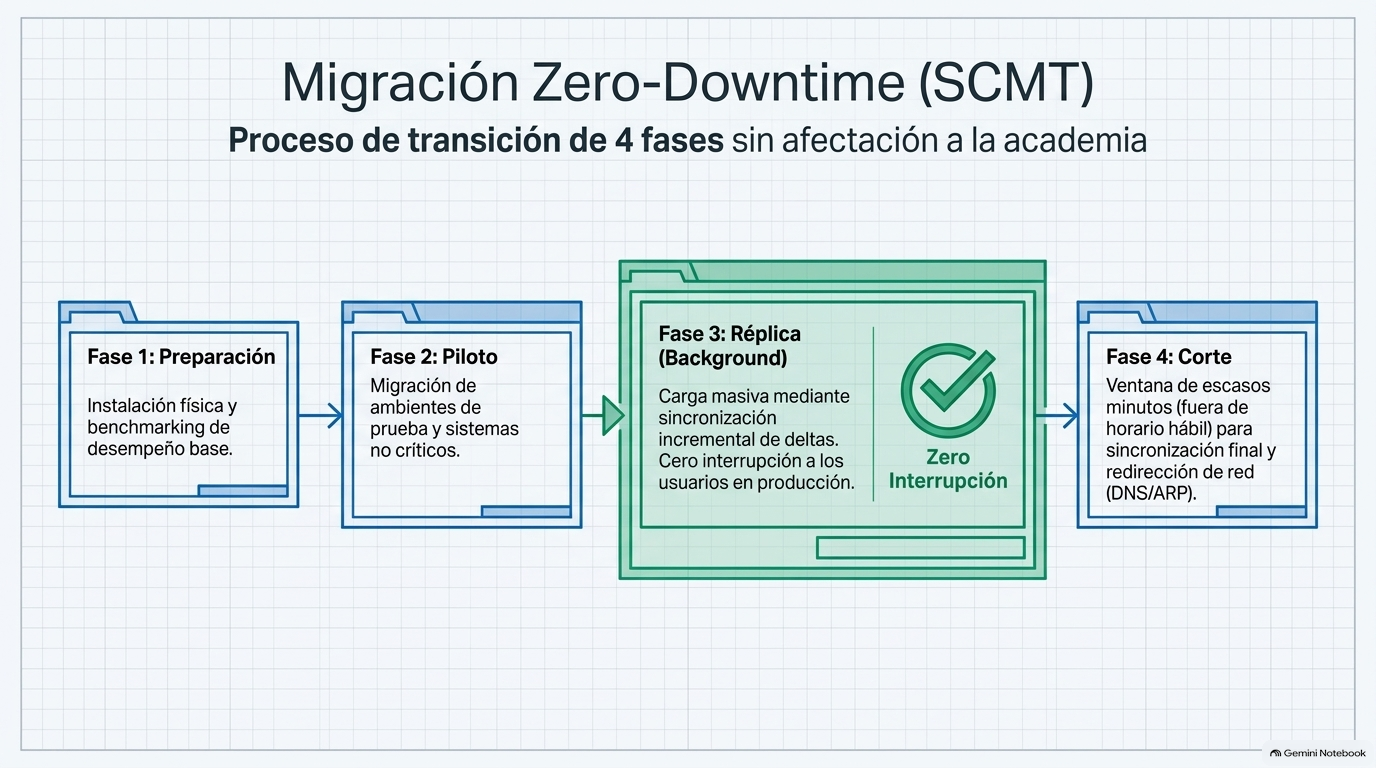 Migración Zero-Downtime (SCMT)
Proceso de transición de 4 fases sin afectación a la academia
Fase 1: Preparación
Instalación física y
benchmarking de
desempeño base.
Fase 2: Piloto
Migración de
ambientes de
prueba y sistemas
no críticos.
Fase 3: Réplica
(Background)
Carga masiva mediante
sincronización
incremental de deltas.
Cero interrupción a los
usuarios en producción.
Zero
Interrupción
Fase 4: Corte
Ventana de escasos
minutos (fuera de
horario hábil) para
sincronización final y
redirección de red
(DNS/ARP).
Gemini Notebook